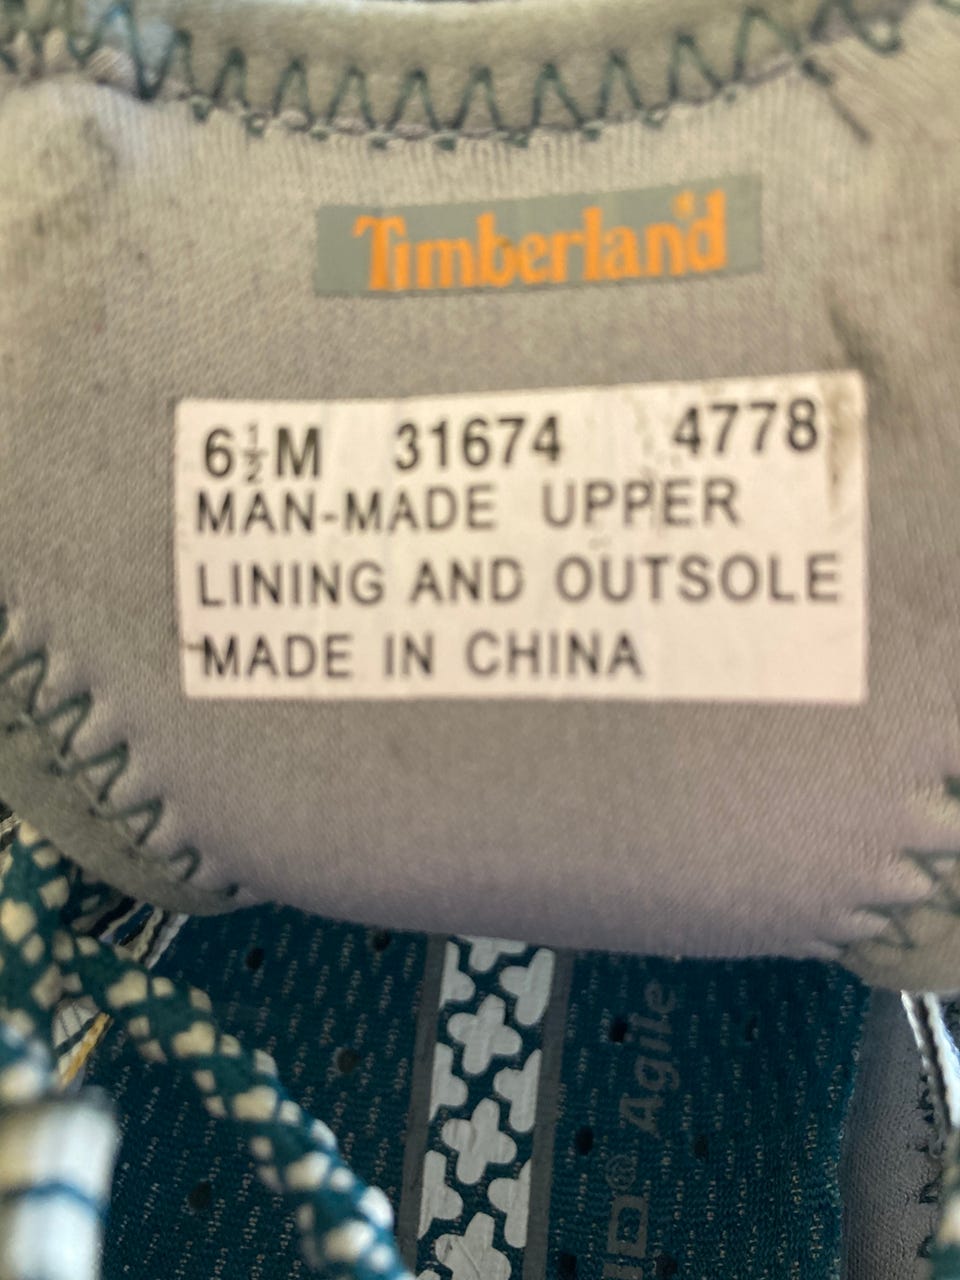 Timberland
6½M 31674 4778
MAN-MADE UPPER
LINING AND OUTSOLE
MADE IN CHINA
Agile